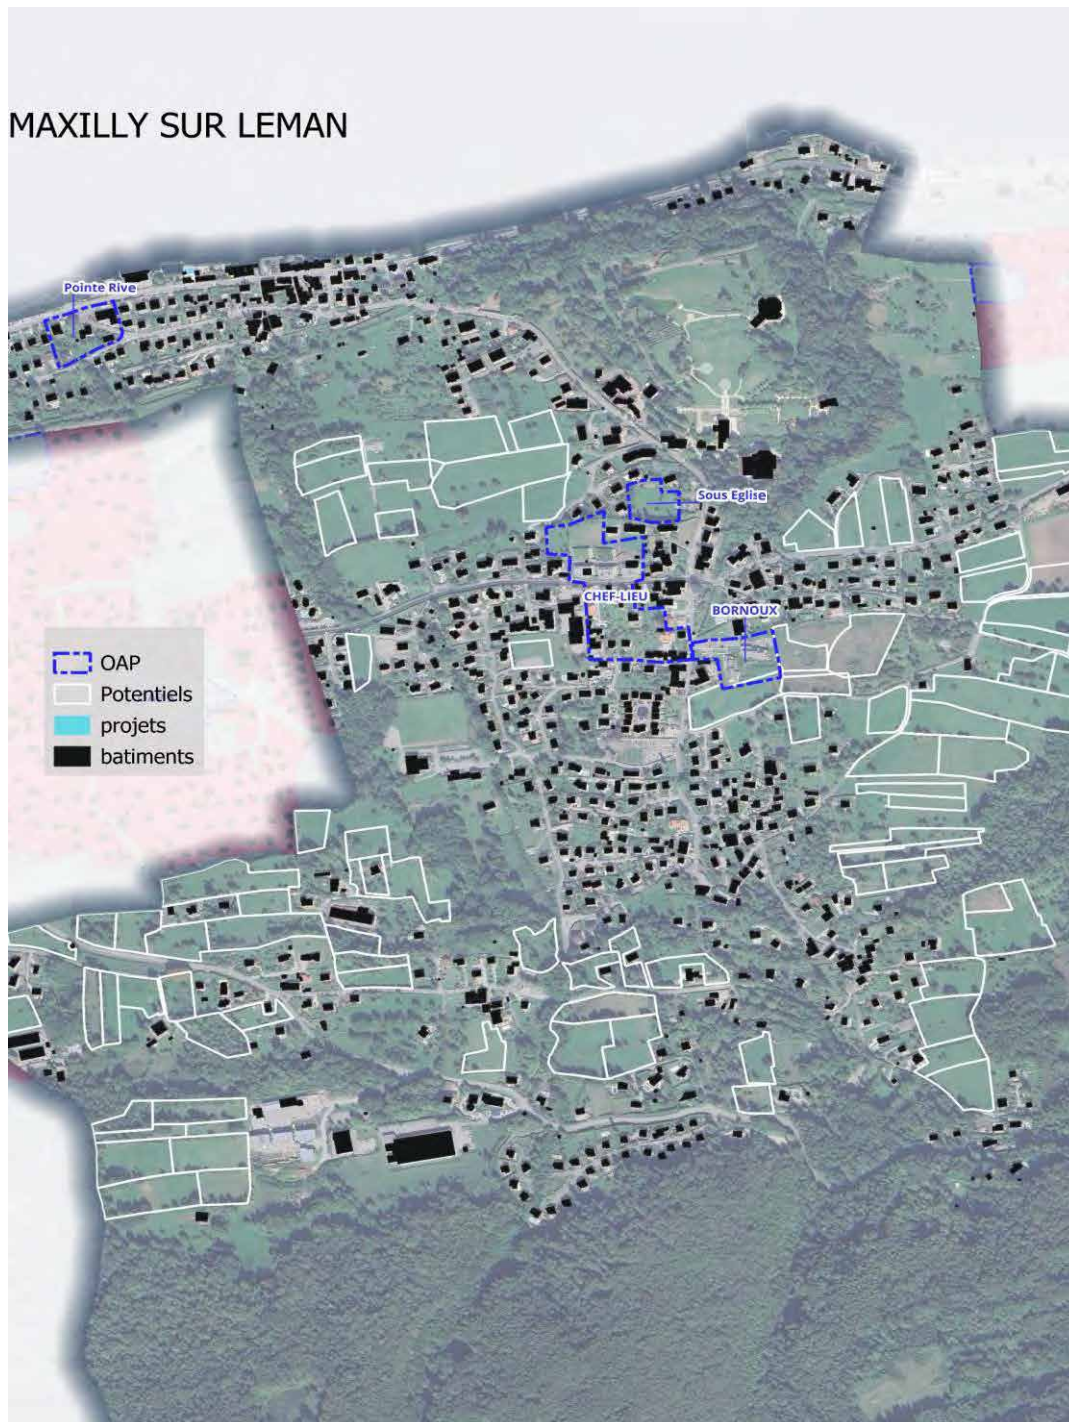 MAXILLY SUR LEMAN
Pointe Rive
Sous Eglise
CHEF-LIEU
BORNOUX
OAP
Potentiels
projets
batiments